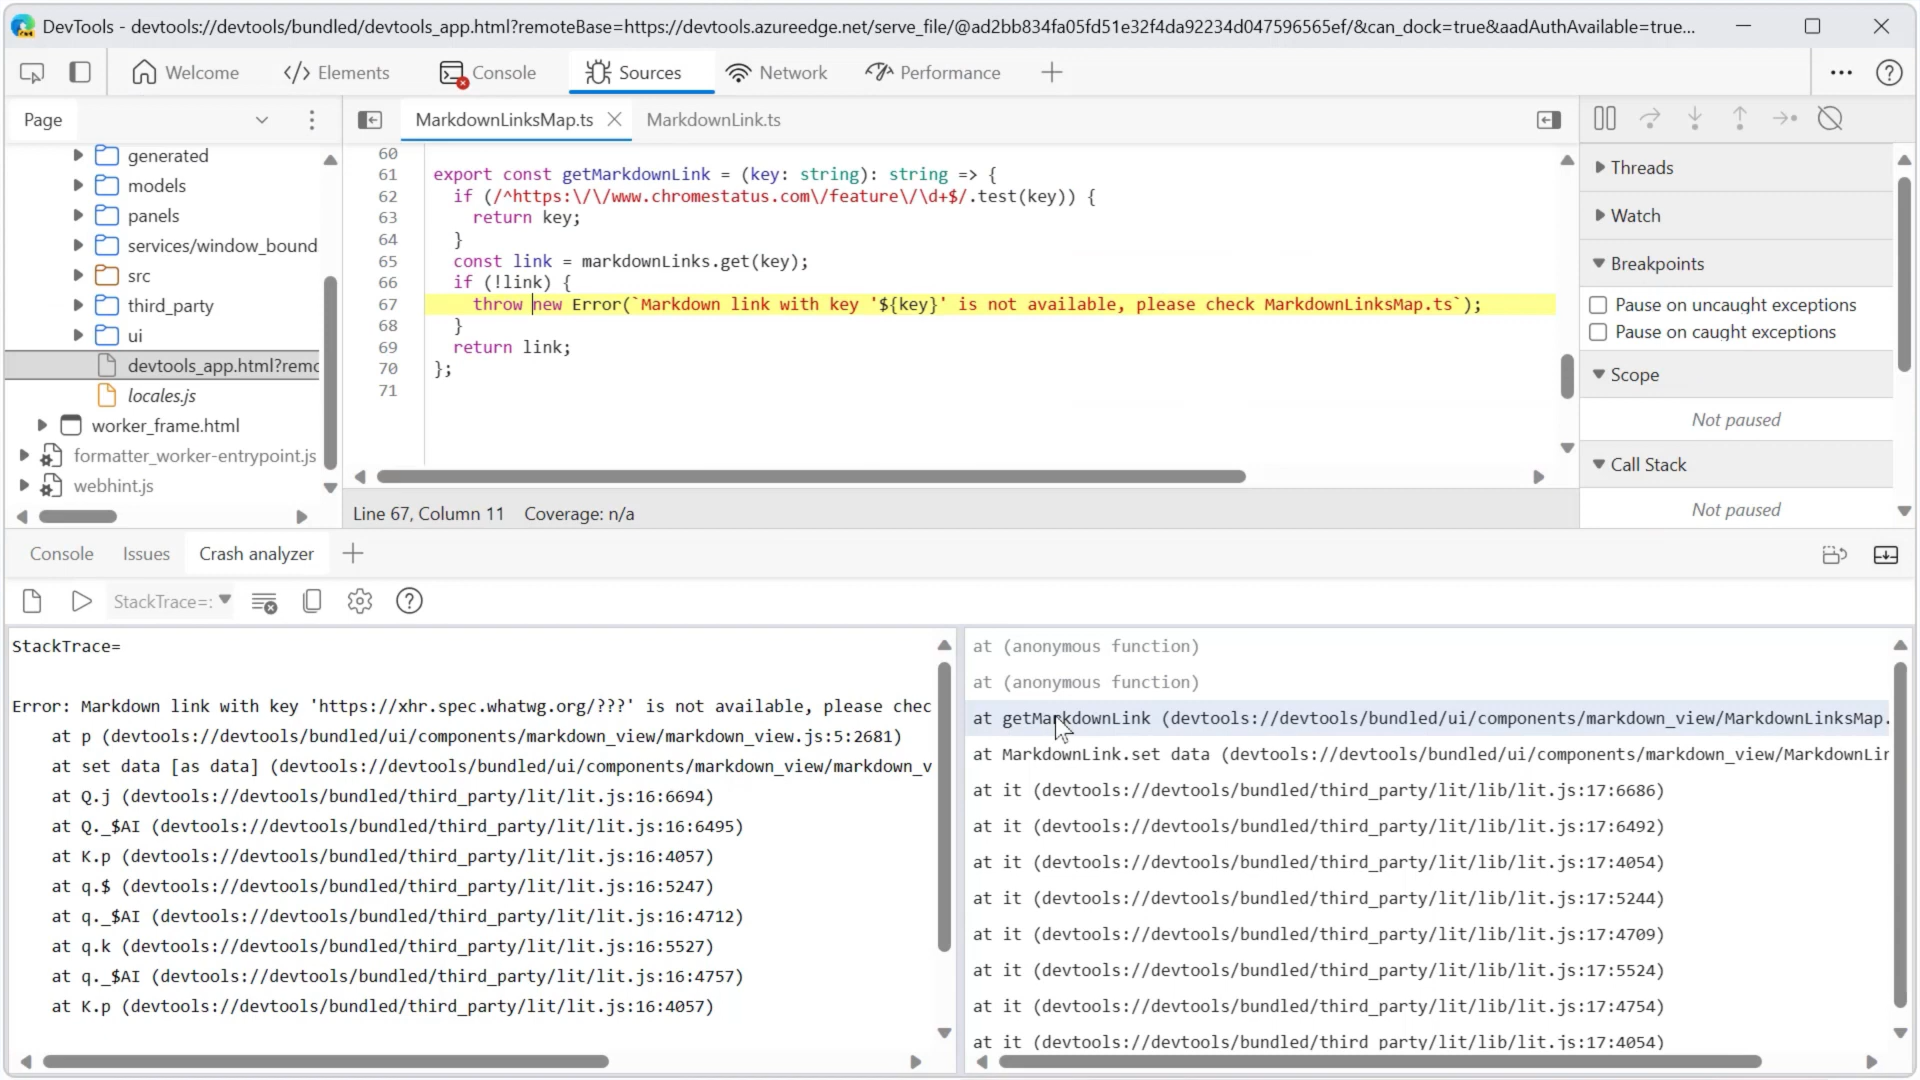 DevTools - devtools://devtools/bundled/devtools_app.html?remoteBase=https://devtools.azureedge.net/serve_file/@ad2bb834fa05fd51e32f4da92234d047596565ef/&can_dock=true&aadAuthAvailable=true...
Welcome
Elements
Console
Sources
Network
Performance
Page
generated
models
panels
services/window_bound
src
third_party
ui
devtools_app.html?remo
locales.js
worker_frame.html
formatter_worker-entrypoint.js
webhint.js
MarkdownLinksMap.ts
MarkdownLink.ts
60
61 export const getMarkdownLink = (key: string): string => {
62 if (/^https:\/\/www.chromestatus.com\/feature\/\d+$/.test(key)) {
63 return key;
64 }
65 const link = markdownLinks.get(key);
66 if (!link) {
67 throw new Error(`Markdown link with key '${key}' is not available, please check MarkdownLinksMap.ts`);
68 }
69 return link;
70 };
71
Line 67, Column 11 Coverage: n/a
Threads
Watch
Breakpoints
Pause on uncaught exceptions
Pause on caught exceptions
Scope
Not paused
Call Stack
Not paused
Console
Issues
Crash analyzer
StackTrace=:
StackTrace=
Error: Markdown link with key 'https://xhr.spec.whatwg.org/???' is not available, please chec
at p (devtools://devtools/bundled/ui/components/markdown_view/markdown_view.js:5:2681)
at set data [as data] (devtools://devtools/bundled/ui/components/markdown_view/markdown_v
at Q.j (devtools://devtools/bundled/third_party/lit/lit.js:16:6694)
at Q._$AI (devtools://devtools/bundled/third_party/lit/lit.js:16:6495)
at K.p (devtools://devtools/bundled/third_party/lit/lit.js:16:4057)
at q.$ (devtools://devtools/bundled/third_party/lit/lit.js:16:5247)
at q._$AI (devtools://devtools/bundled/third_party/lit/lit.js:16:4712)
at q.k (devtools://devtools/bundled/third_party/lit/lit.js:16:5527)
at q._$AI (devtools://devtools/bundled/third_party/lit/lit.js:16:4757)
at K.p (devtools://devtools/bundled/third_party/lit/lit.js:16:4057)
at (anonymous function)
at (anonymous function)
at getMarkdownLink (devtools://devtools/bundled/ui/components/markdown_view/MarkdownLinksMap.
at MarkdownLink.set data (devtools://devtools/bundled/ui/components/markdown_view/MarkdownLin
at it (devtools://devtools/bundled/third_party/lit/lib/lit.js:17:6686)
at it (devtools://devtools/bundled/third_party/lit/lib/lit.js:17:6492)
at it (devtools://devtools/bundled/third_party/lit/lib/lit.js:17:4054)
at it (devtools://devtools/bundled/third_party/lit/lib/lit.js:17:5244)
at it (devtools://devtools/bundled/third_party/lit/lib/lit.js:17:4709)
at it (devtools://devtools/bundled/third_party/lit/lib/lit.js:17:5524)
at it (devtools://devtools/bundled/third_party/lit/lib/lit.js:17:4754)
at it (devtools://devtools/bundled/third_party/lit/lib/lit.js:17:4054)